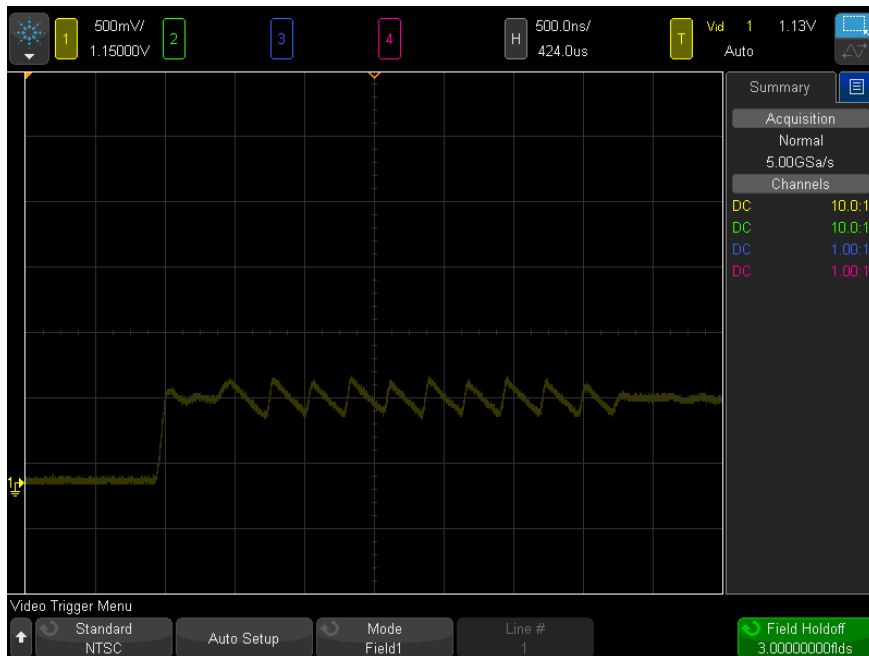 1 500mV/ 2 3 4 H 500.0ns/ T Vid 1 1.13V
1.15000V 424.0us Auto
Summary
Acquisition
Normal
5.00GSa/s
Channels
DC 10.0:1
DC 10.0:1
DC 1.00:1
DC 1.00:1
1
Video Trigger Menu
Standard Auto Setup Mode Line # Field Holdoff
NTSC Field1 1 3.00000000flds